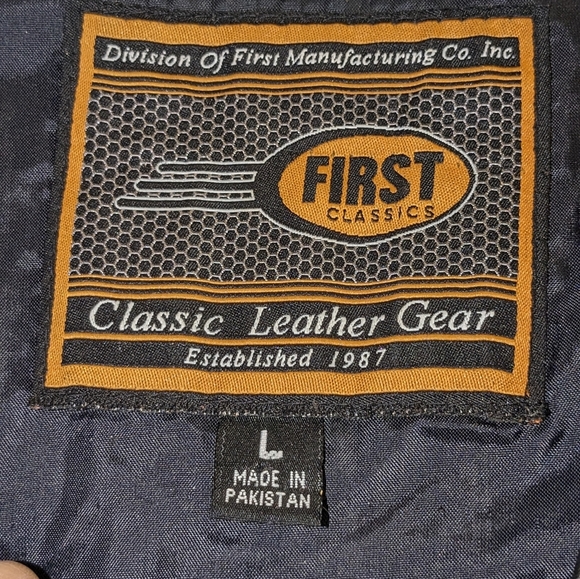 Division Of First Manufacturing Co. Inc.
FIRST
CLASSICS
Classic Leather Gear
Established 1987
L
MADE IN
PAKISTAN